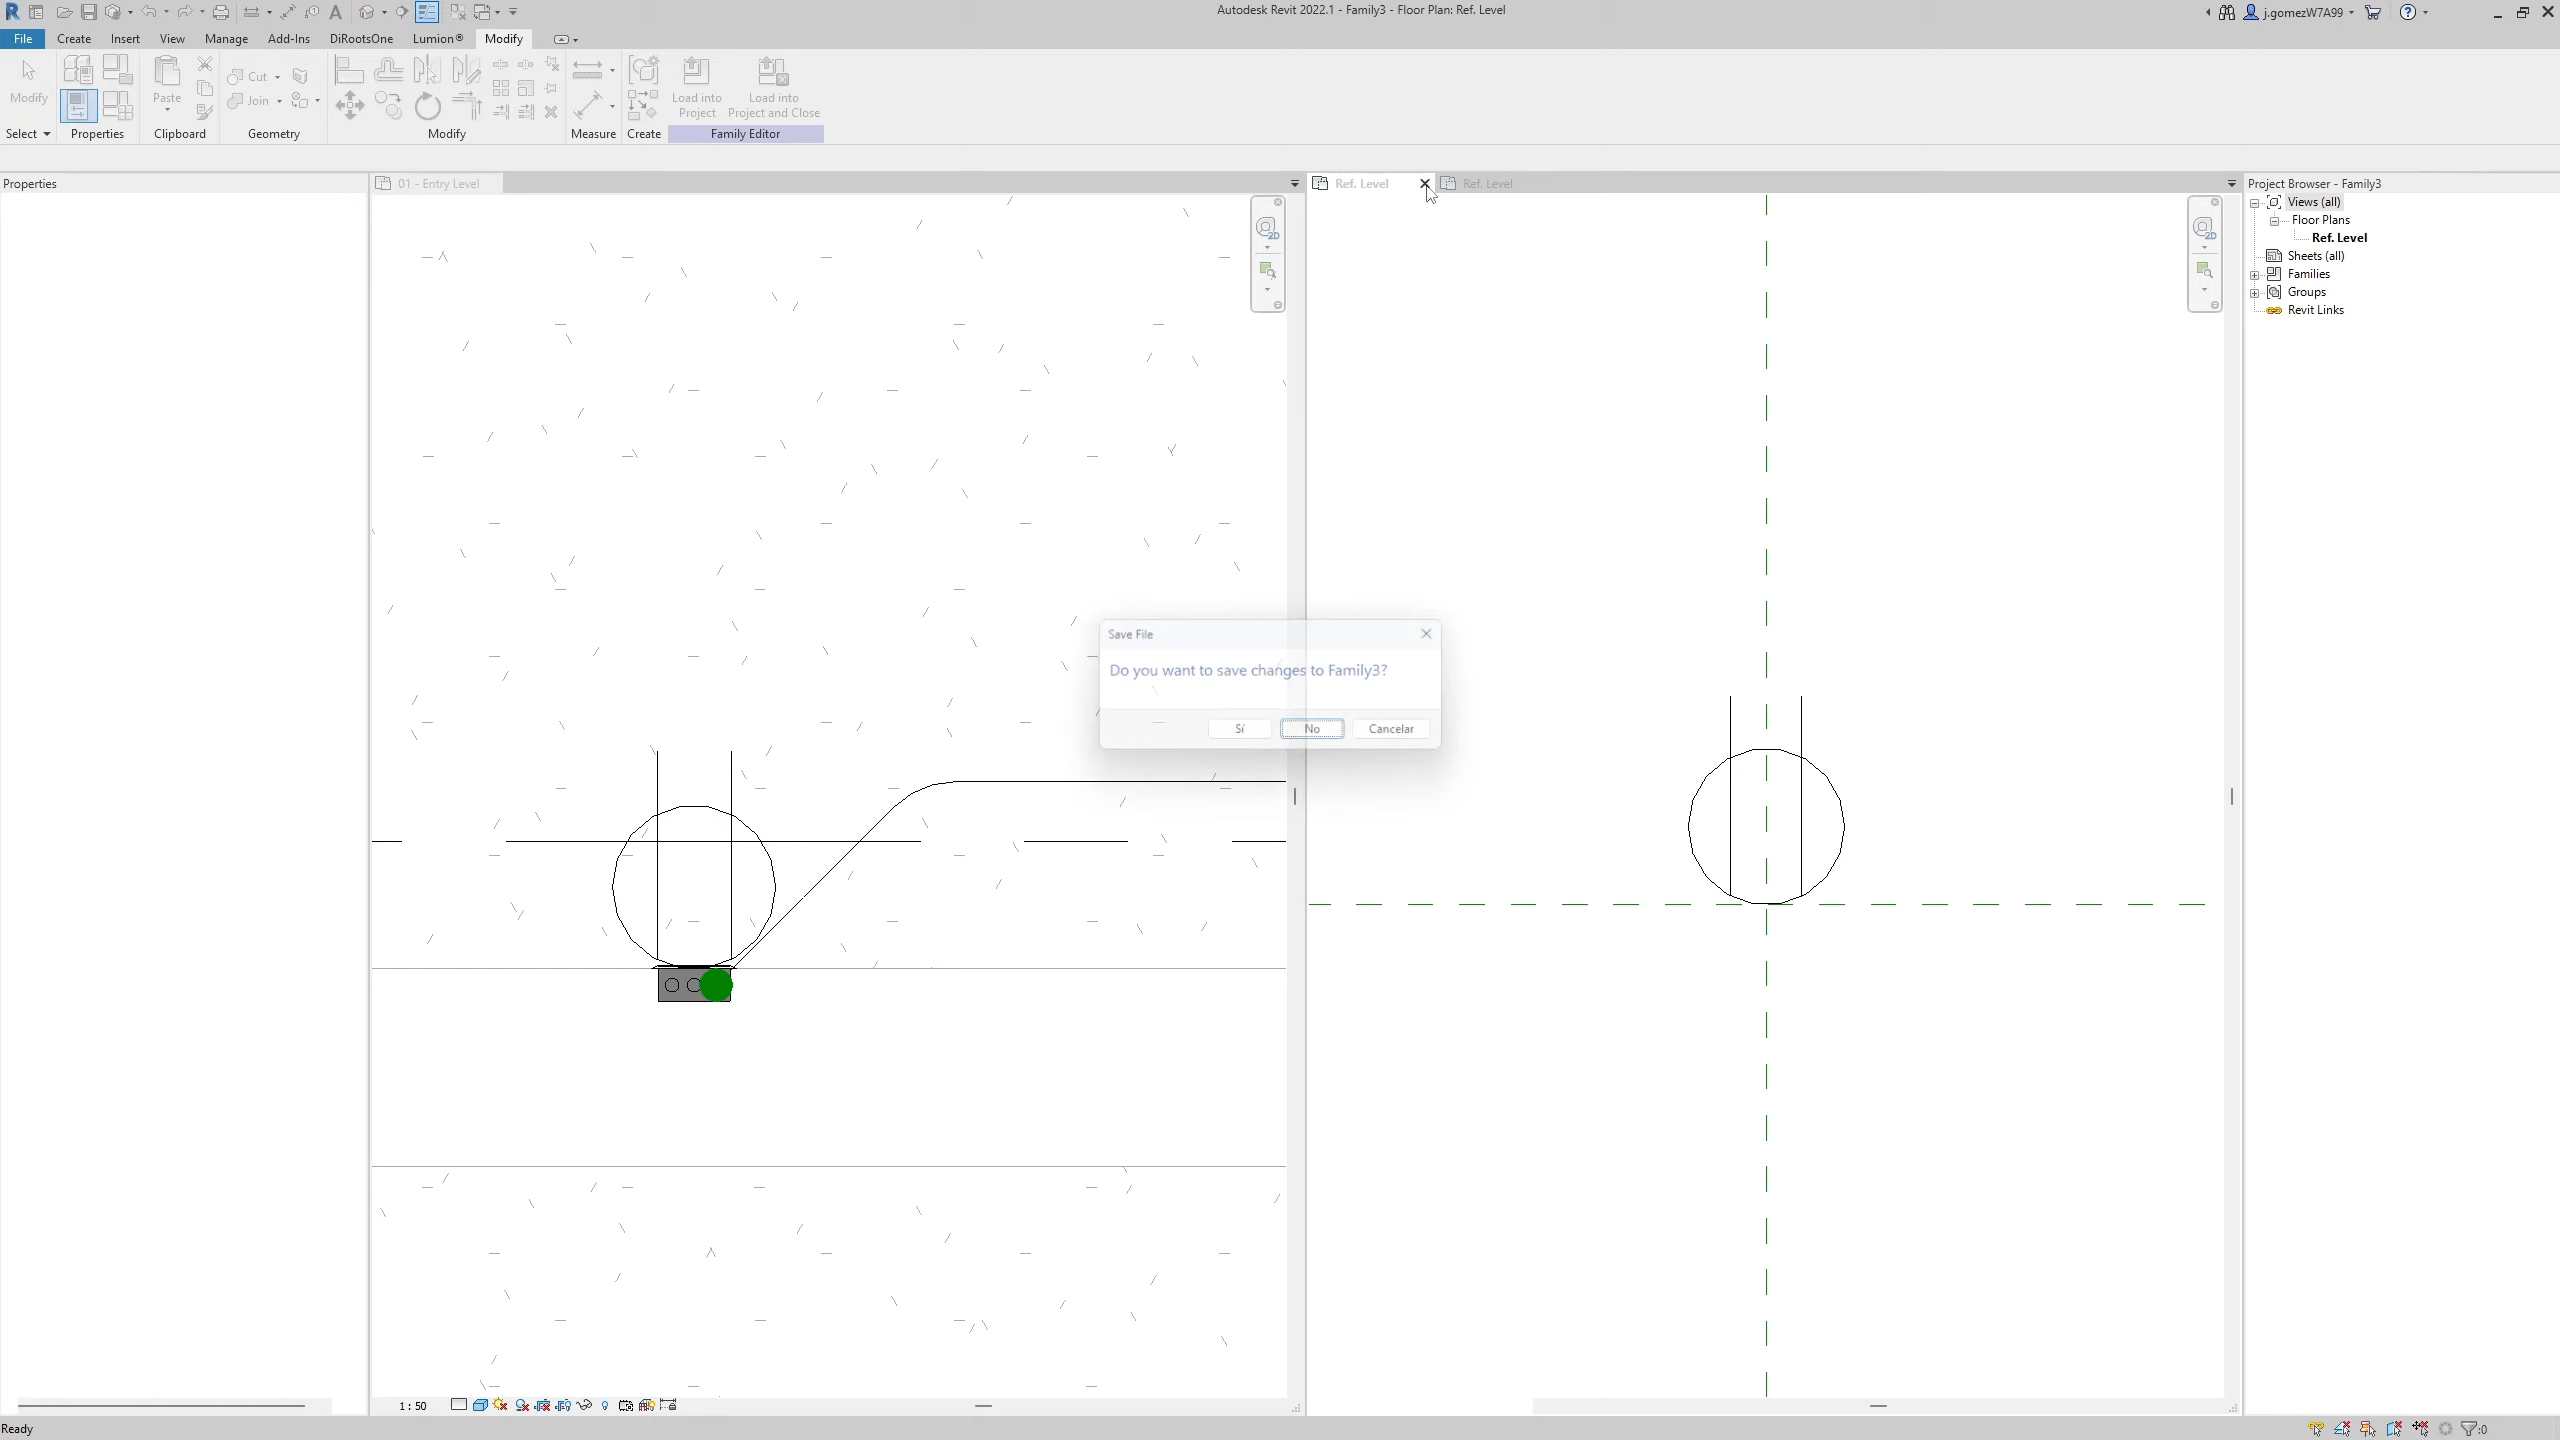 Autodesk Revit 2022.1 - Family3 - Floor Plan: Ref. Level
j.gomezW7A99
File
Create
Insert
View
Manage
Add-Ins
DiRootsOne
Lumion®
Modify
Modify
Paste
Cut
Join
Load into
Project
Load into
Project and Close
Select
Properties
Clipboard
Geometry
Modify
Measure
Create
Family Editor
Properties
01 - Entry Level
Ref. Level
Ref. Level
Project Browser - Family3
Views (all)
Floor Plans
Ref. Level
Sheets (all)
Families
Groups
Revit Links
2D
2D
Save File
Do you want to save changes to Family3?
Sí
No
Cancelar
1 : 50
Ready
:0